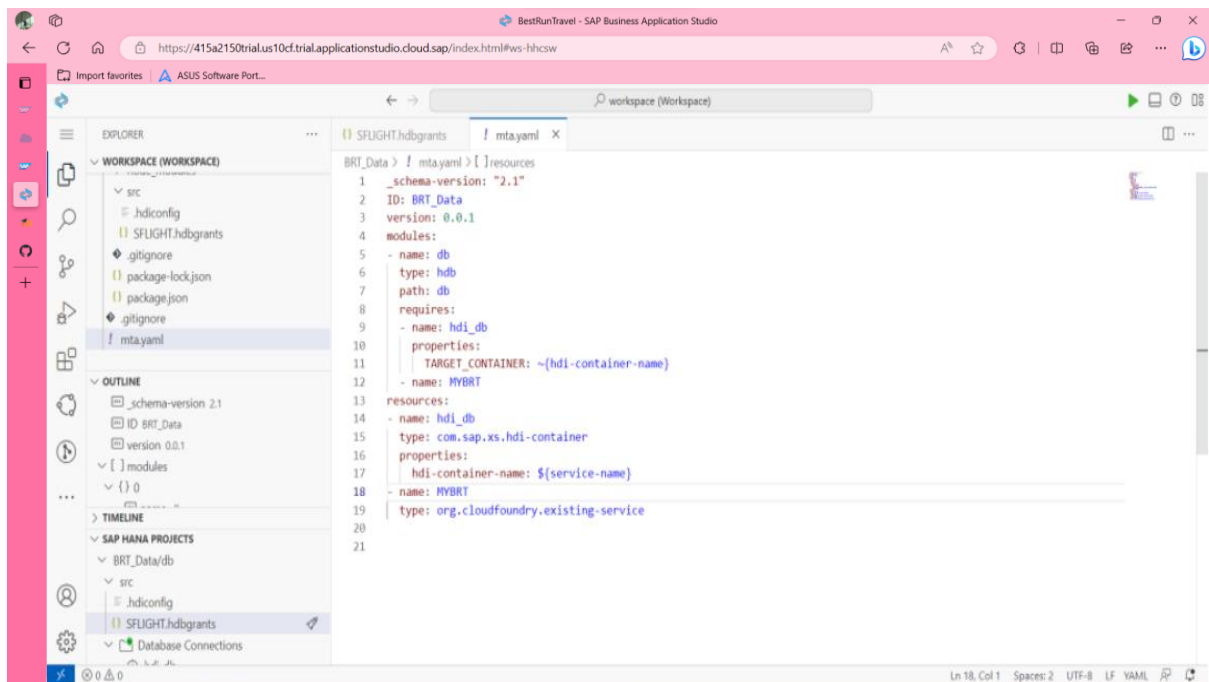 BestRunTravel - SAP Business Application Studio
https://415a2150trial.us10cf.trial.applicationstudio.cloud.sap/index.html#ws-hhcsw
Import favorites
ASUS Software Port...
workspace (Workspace)
EXPLORER
WORKSPACE (WORKSPACE)
src
.hdiconfig
SFLIGHT.hdbgrants
.gitignore
package-lock.json
package.json
.gitignore
mta.yaml
OUTLINE
_schema-version 2.1
ID BRT_Data
version 0.0.1
[ ] modules
{} 0
TIMELINE
SAP HANA PROJECTS
BRT_Data/db
src
.hdiconfig
SFLIGHT.hdbgrants
Database Connections
SFLIGHT.hdbgrants
! mta.yaml
BRT_Data > ! mta.yaml > [ ] resources
1 _schema-version: "2.1"
2 ID: BRT_Data
3 version: 0.0.1
4 modules:
5 - name: db
6 type: hdb
7 path: db
8 requires:
9 - name: hdi_db
10 properties:
11 TARGET_CONTAINER: ~{hdi-container-name}
12 - name: MYBRT
13 resources:
14 - name: hdi_db
15 type: com.sap.xs.hdi-container
16 properties:
17 hdi-container-name: ${service-name}
18 - name: MYBRT
19 type: org.cloudfoundry.existing-service
20
21
0 0
Ln 18, Col 1 Spaces: 2 UTF-8 LF YAML